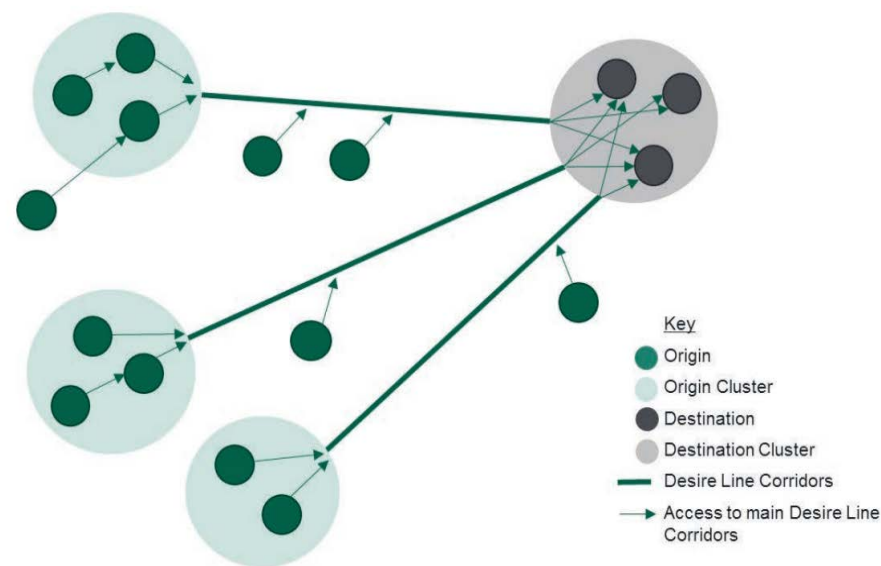 Key
Origin
Origin Cluster
Destination
Destination Cluster
Desire Line Corridors
Access to main Desire Line
Corridors